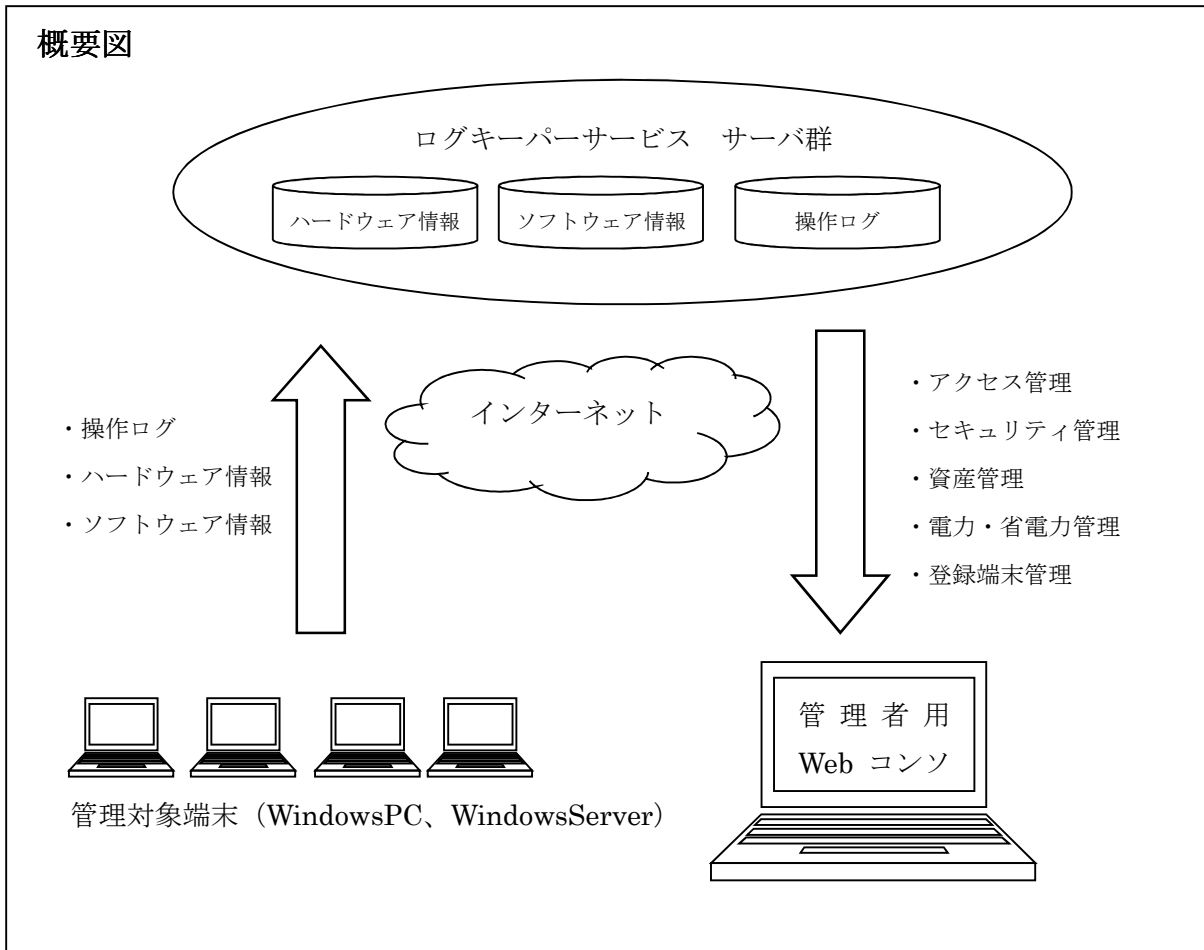 概要図
ログキーパーサービス　サーバ群
ハードウェア情報
ソフトウェア情報
操作ログ
インターネット
・操作ログ
・ハードウェア情報
・ソフトウェア情報
・アクセス管理
・セキュリティ管理
・資産管理
・電力・省電力管理
・登録端末管理
管理対象端末（WindowsPC、WindowsServer）
管理者用
Web コンソ